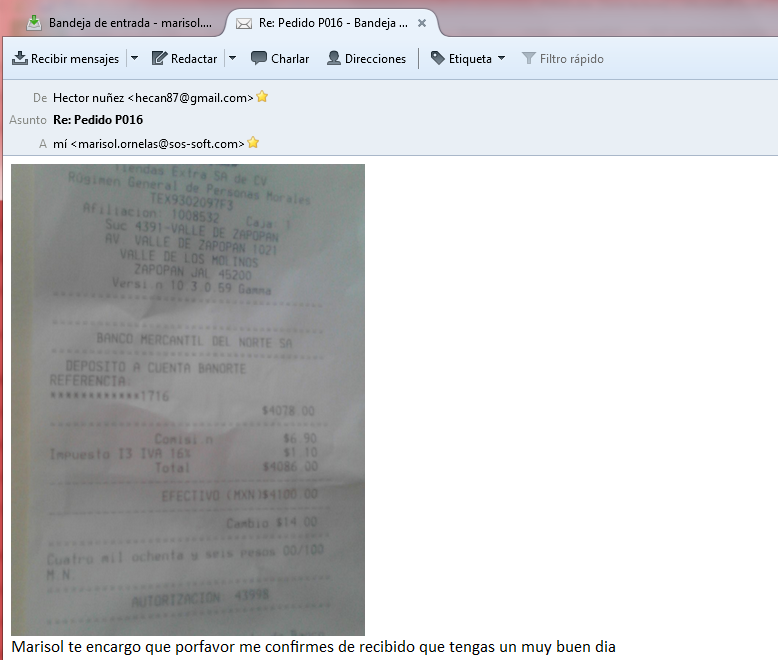 Bandeja de entrada - marisol....
Re: Pedido P016 - Bandeja ...
Recibir mensajes
Redactar
Charlar
Direcciones
Etiqueta
Filtro rápido
De Hector nuñez <hecan87@gmail.com>
Asunto Re: Pedido P016
A mí <marisol.ornelas@sos-soft.com>
Tiendas Extra SA de CV
Régimen General de Personas Morales
TEX9302097F3
Afiliacion: 1008532 Caja: 1
Suc 4391-VALLE DE ZAPOPAN
AV. VALLE DE ZAPOPAN 1021
VALLE DE LOS MOLINOS
ZAPOPAN JAL 45200
Versi n 10.3.0.59 Gamma
BANCO MERCANTIL DEL NORTE SA
DEPOSITO A CUENTA BANORTE
REFERENCIA:
************1716
$4078.00
Comisi n $6.90
Impuesto I3 IVA 16% $1.10
Total $4086.00
EFECTIVO (MXN)$4100.00
Cambio $14.00
Cuatro mil ochenta y seis pesos 00/100
M.N.
AUTORIZACION: 43998
Marisol te encargo que porfavor me confirmes de recibido que tengas un muy buen dia